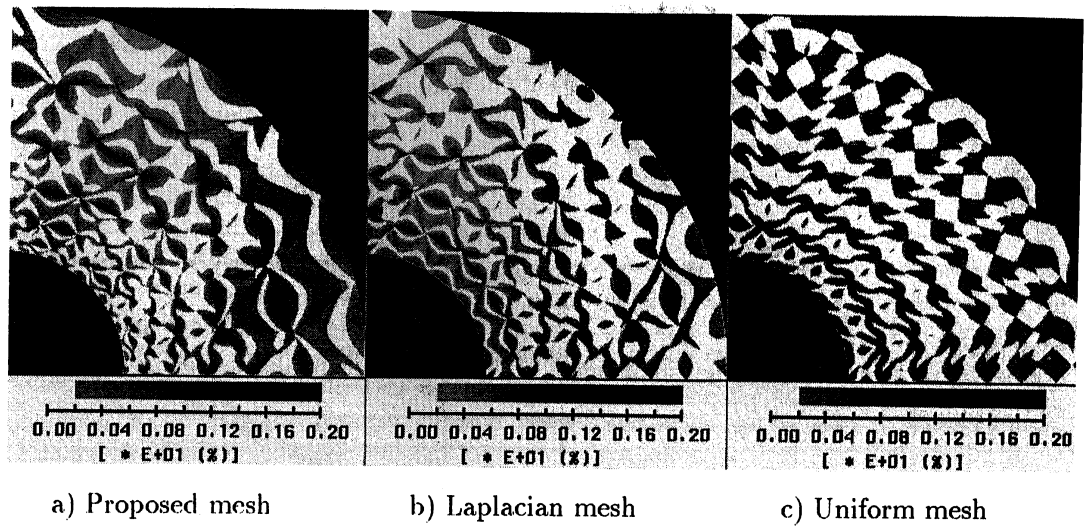 0.00 0.04 0.08 0.12 0.16 0.20
[ * E+01 (%)]
0.00 0.04 0.08 0.12 0.16 0.20
[ * E+01 (%)]
0.00 0.04 0.08 0.12 0.16 0.20
[ * E+01 (%)]
a) Proposed mesh
b) Laplacian mesh
c) Uniform mesh